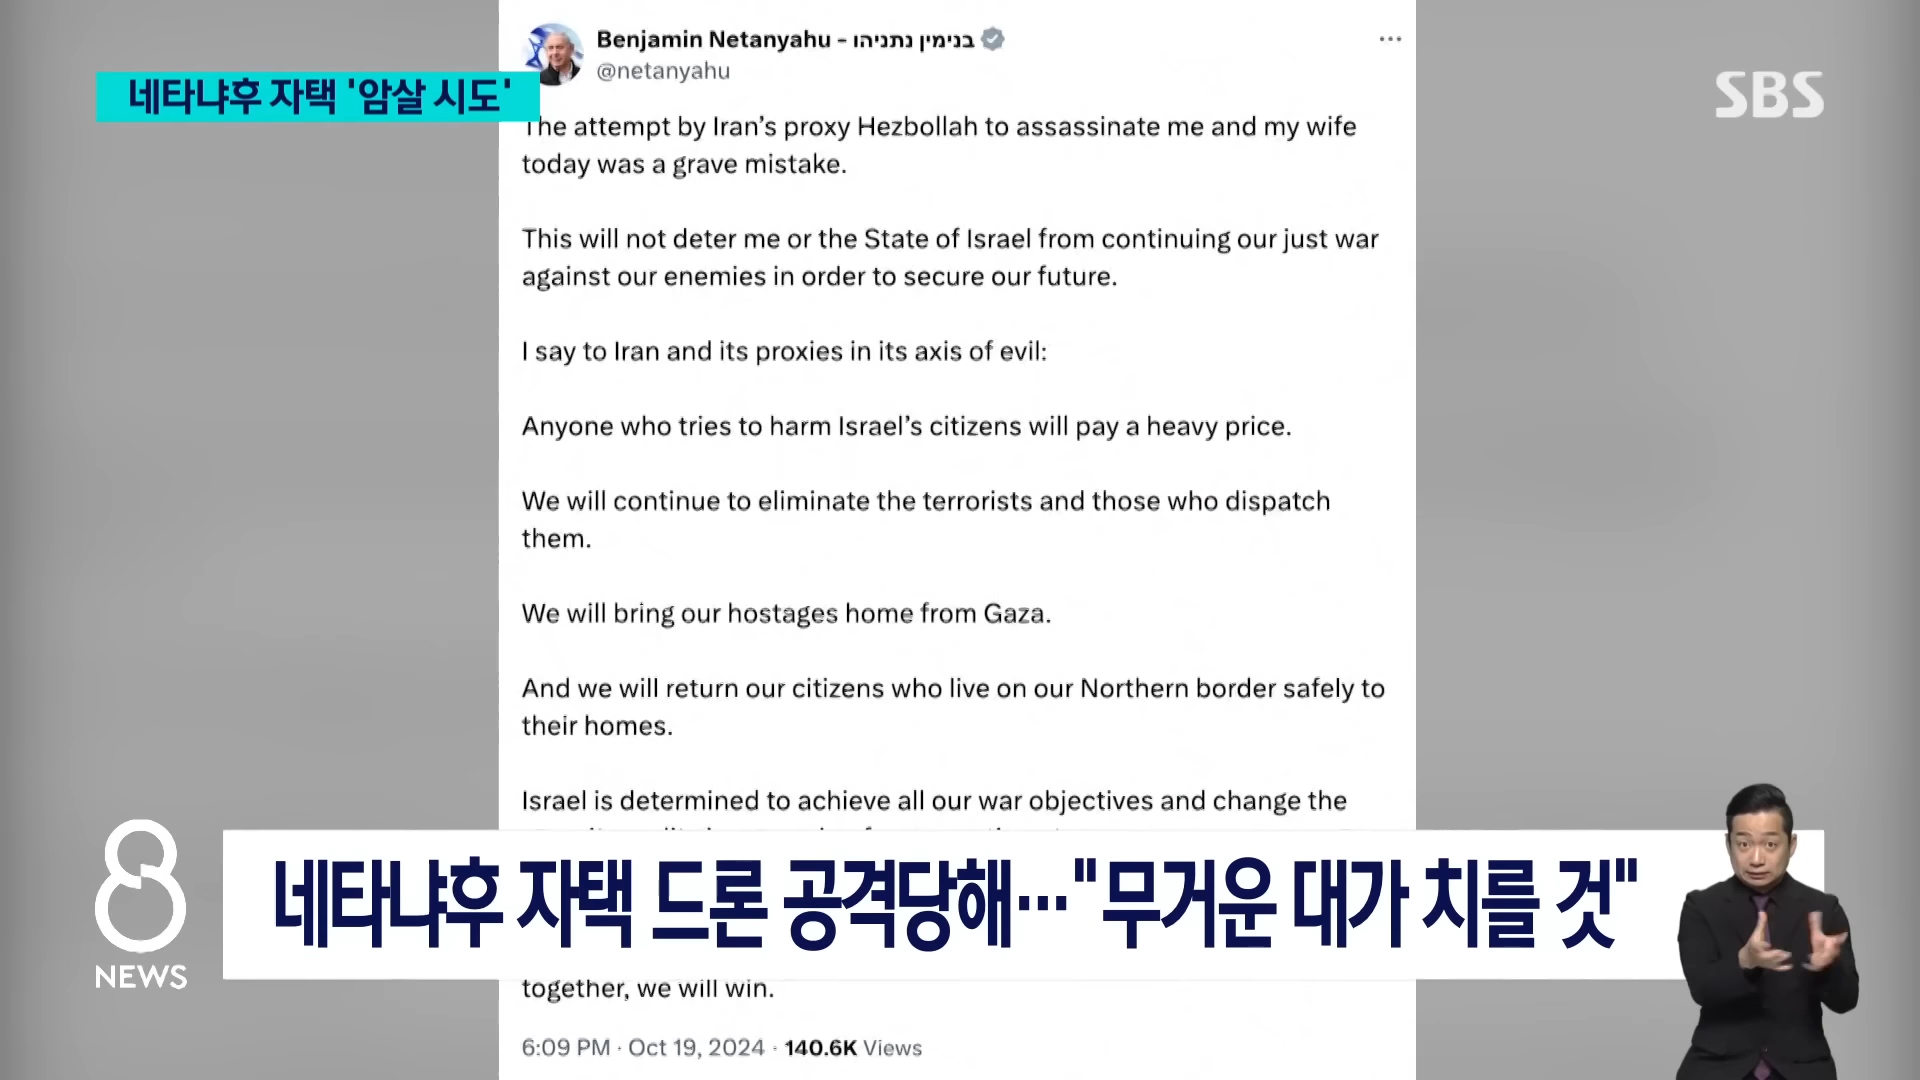 Benjamin Netanyahu - בנימין נתניהו
@netanyahu
네타냐후 자택 '암살 시도'
SBS
The attempt by Iran's proxy Hezbollah to assassinate me and my wife
today was a grave mistake.
This will not deter me or the State of Israel from continuing our just war
against our enemies in order to secure our future.
I say to Iran and its proxies in its axis of evil:
Anyone who tries to harm Israel's citizens will pay a heavy price.
We will continue to eliminate the terrorists and those who dispatch
them.
We will bring our hostages home from Gaza.
And we will return our citizens who live on our Northern border safely to
their homes.
Israel is determined to achieve all our war objectives and change the
네타냐후 자택 드론 공격당해…"무거운 대가 치를 것"
8
NEWS
together, we will win.
6:09 PM · Oct 19, 2024 · 140.6K Views